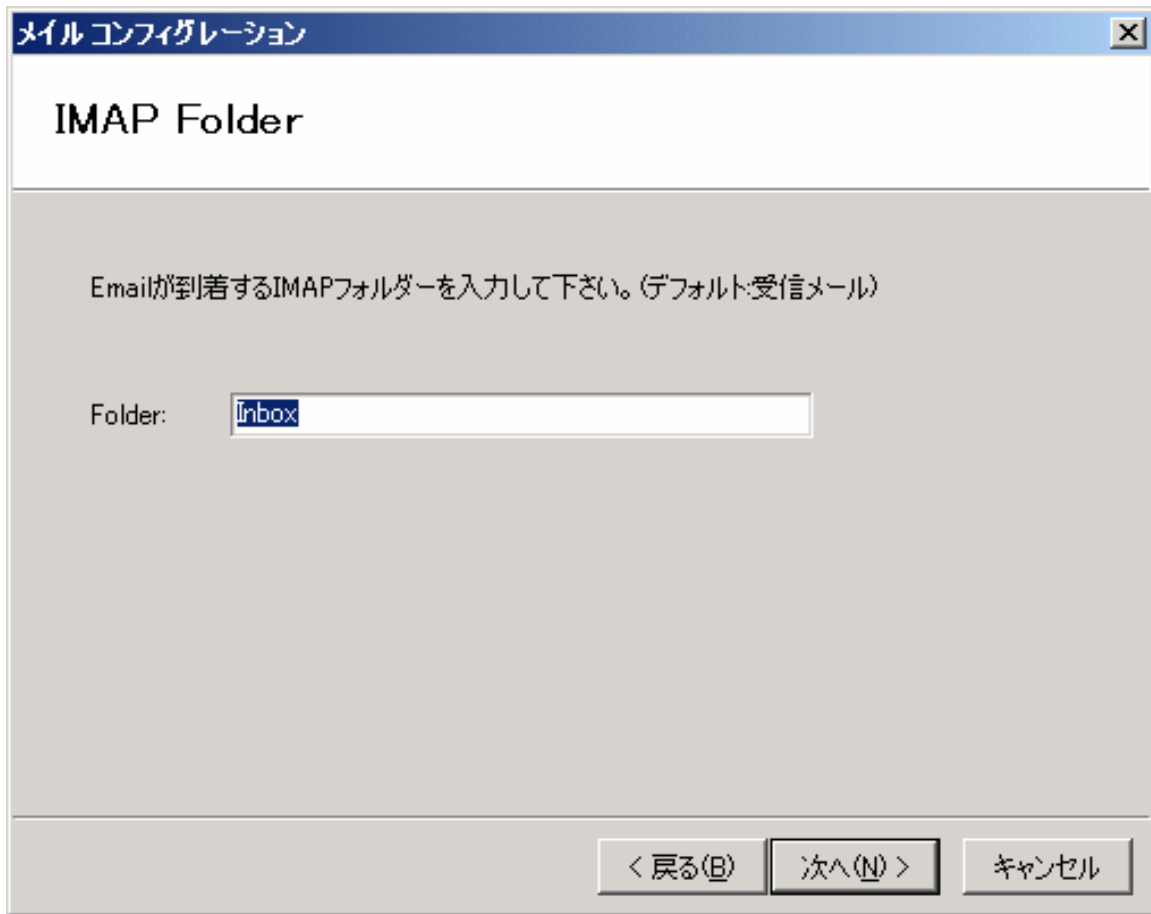 メイル コンフィグレーション
IMAP Folder
Emailが到着するIMAPフォルダーを入力して下さい。(デフォルト:受信メール)
Folder: Inbox
< 戻る(B) 次へ(N) > キャンセル